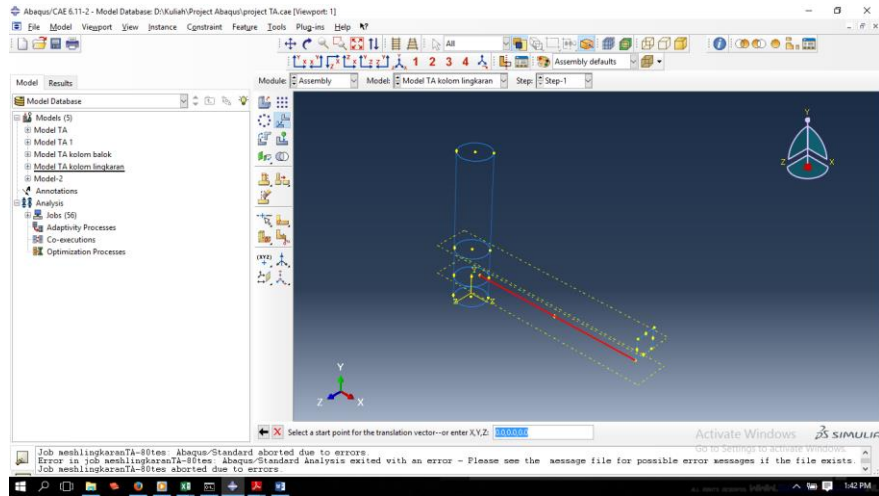 Abaqus/CAE 6.11-2 - Model Database: D:\Kuliah\Project Abaqus\project TA.cae [Viewport: 1]
File Model Viewport View Instance Constraint Feature Tools Plug-ins Help
All
1 2 3 4 Assembly defaults
Model Results
Module: Assembly Model: Model TA kolom lingkaran Step: Step-1
Model Database
Models (5)
Model TA
Model TA 1
Model TA kolom balok
Model TA kolom lingkaran
Model-2
Annotations
Analysis
Jobs (56)
Adaptivity Processes
Co-executions
Optimization Processes
(XYZ)
Y
Z X
Y
Z X
Select a start point for the translation vector--or enter X,Y,Z: 0.0,0.0,0.0
Activate Windows
Go to Settings to activate Windows.
SIMULIA
Job meshlingkaranTA-80tes: Abaqus/Standard aborted due to errors.
Error in job meshlingkaranTA-80tes: Abaqus/Standard Analysis exited with an error - Please see the message file for possible error messages if the file exists.
Job meshlingkaranTA-80tes aborted due to errors.
1:42 PM